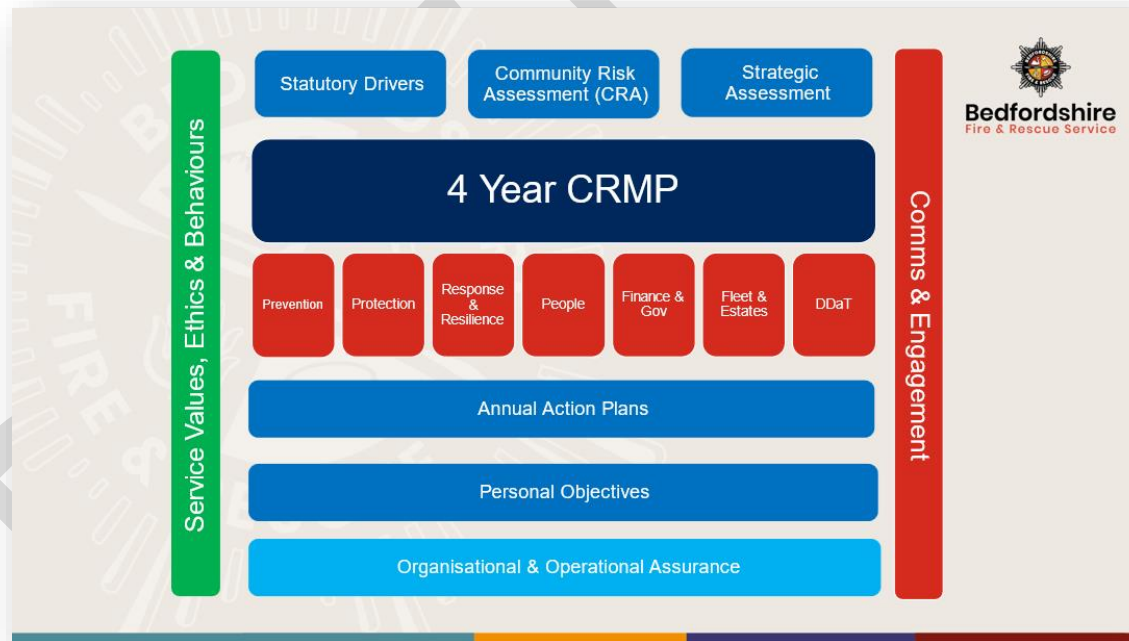 Service Values, Ethics & Behaviours
Statutory Drivers
Community Risk
Assessment (CRA)
Strategic
Assessment
4 Year CRMP
Prevention
Protection
Response
&
Resilience
People
Finance &
Gov
Fleet &
Estates
DDaT
Annual Action Plans
Personal Objectives
Organisational & Operational Assurance
Comms & Engagement
Bedfordshire
Fire & Rescue Service
FIRE &